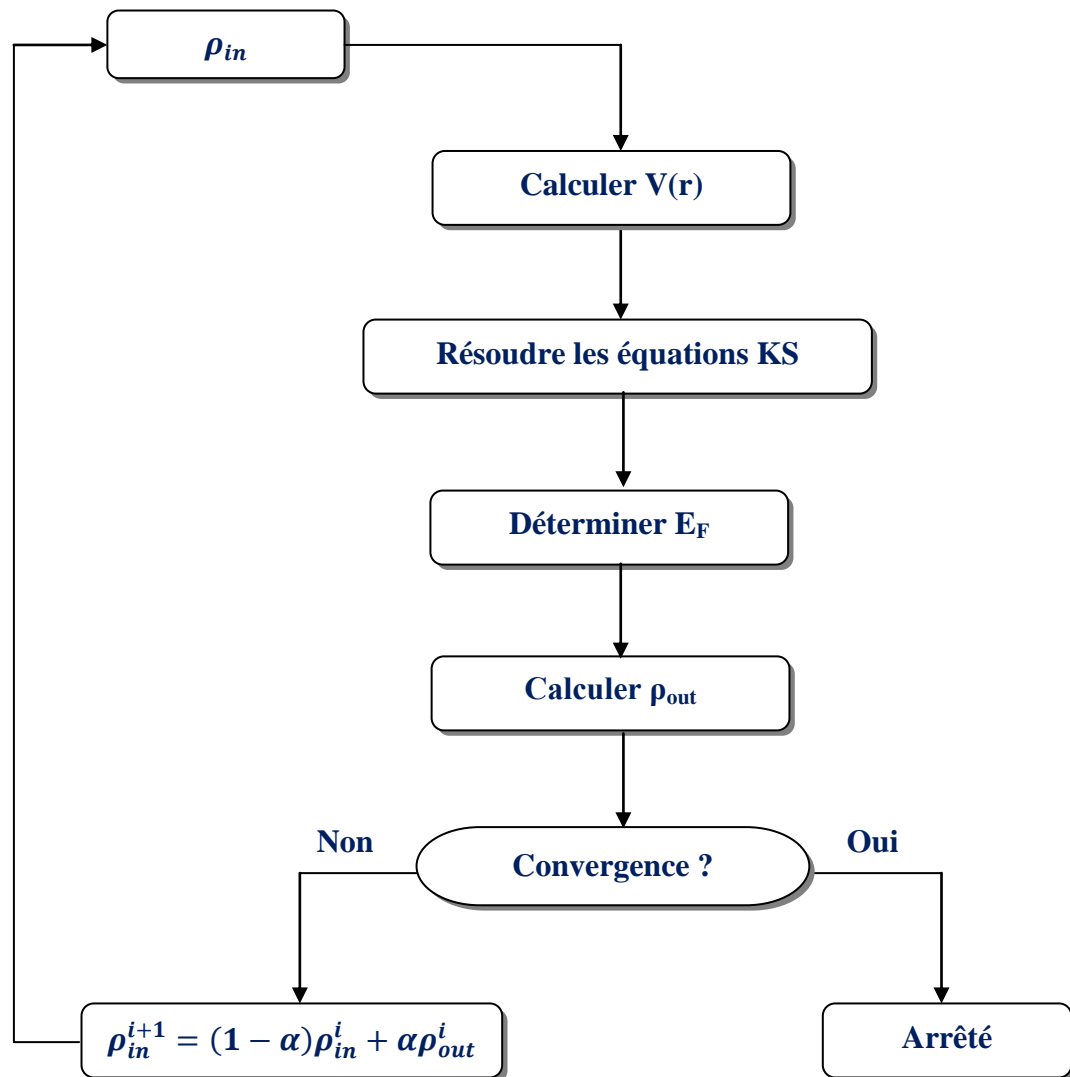 ρ_in
Calculer V(r)
Résoudre les équations KS
Déterminer E_F
Calculer ρ_out
Non
Oui
Convergence ?
ρ_in^{i+1} = (1 − α)ρ_in^i + αρ_out^i
Arrêté